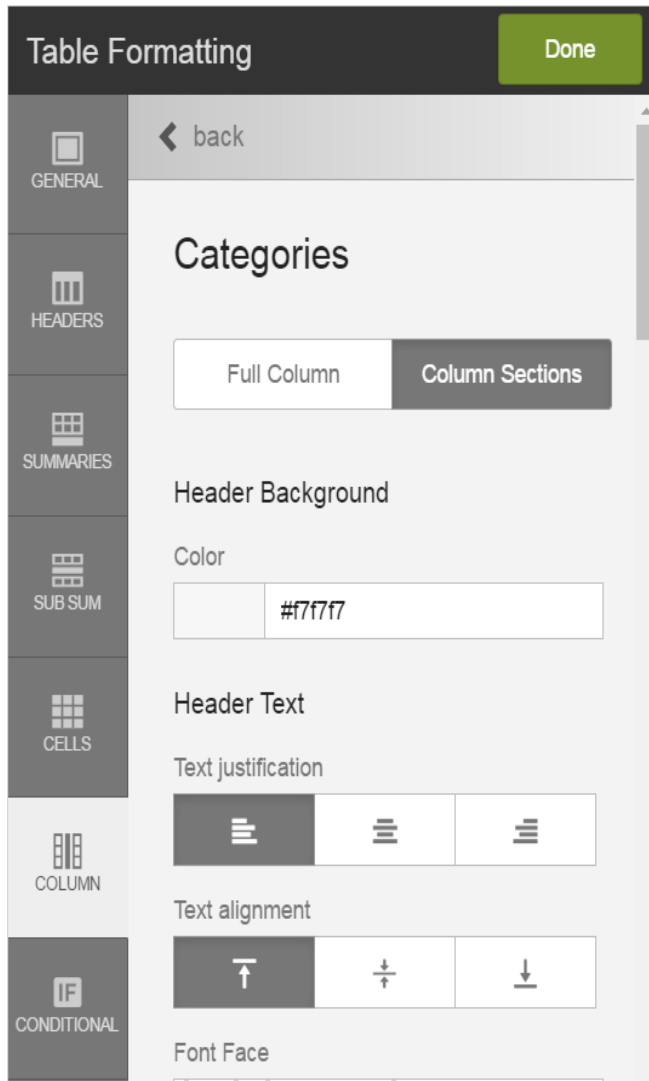 Table Formatting
Done
back
GENERAL
HEADERS
SUMMARIES
SUB SUM
CELLS
COLUMN
IF
CONDITIONAL
Categories
Full Column
Column Sections
Header Background
Color
#f7f7f7
Header Text
Text justification
Text alignment
Font Face